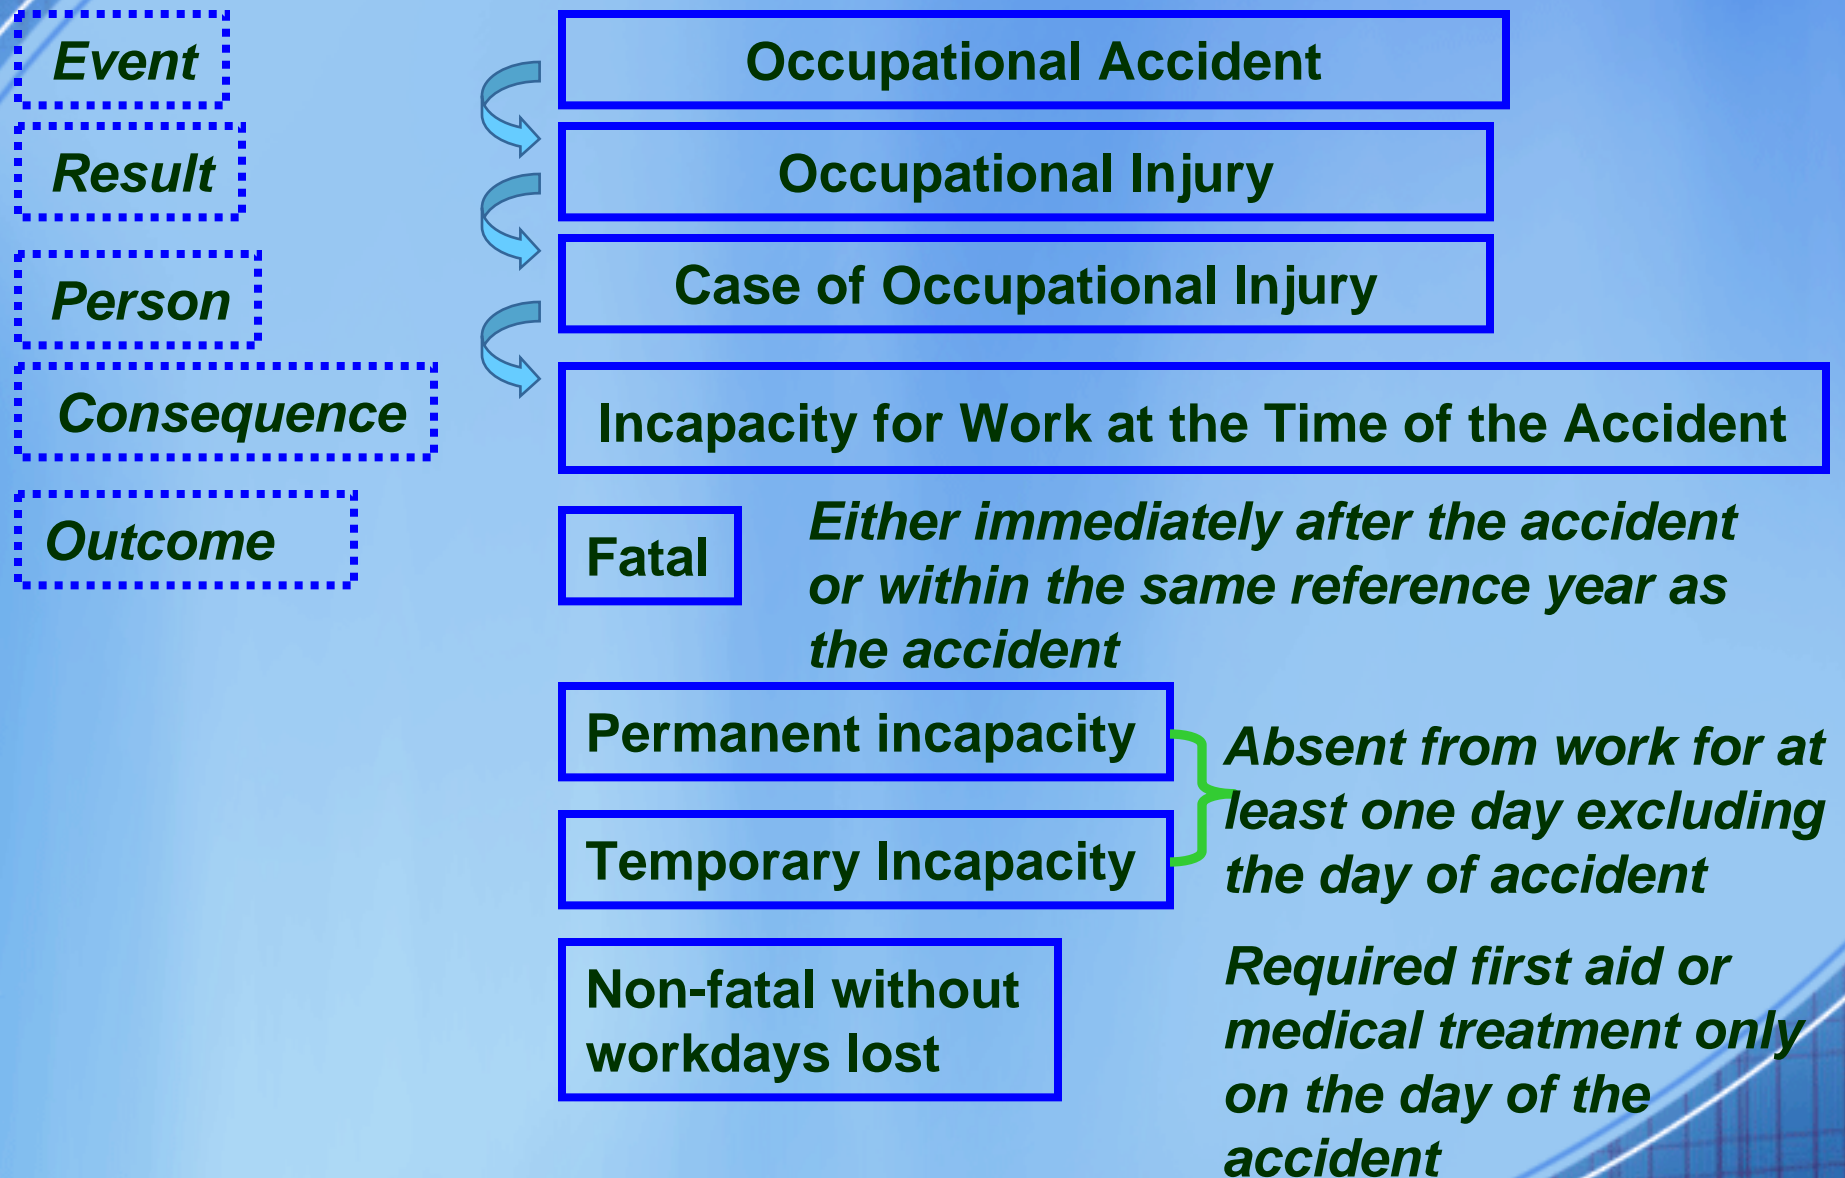 Event
Occupational Accident
Result
Occupational Injury
Person
Case of Occupational Injury
Consequence
Incapacity for Work at the Time of the Accident
Outcome
Fatal
Either immediately after the accident
or within the same reference year as
the accident
Permanent incapacity
Temporary Incapacity
Absent from work for at
least one day excluding
the day of accident
Non-fatal without
workdays lost
Required first aid or
medical treatment only
on the day of the
accident